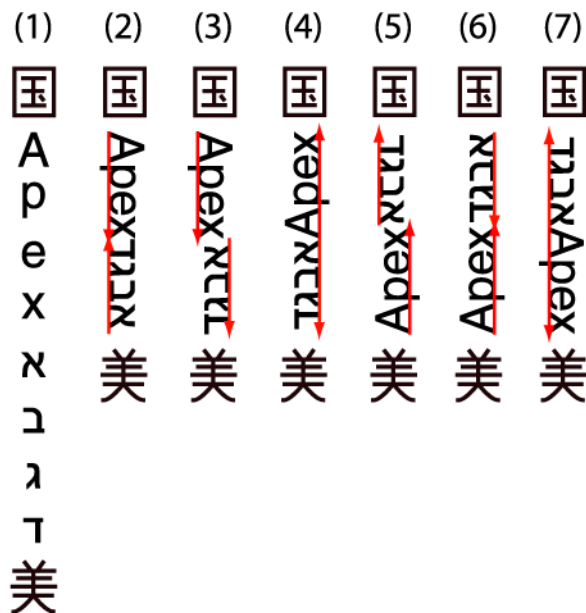 (1) (2) (3) (4) (5) (6) (7)
国 A p e x א ב ג ד 美
国 Apexאבגד 美
国 Apexאבגד 美
国 Apexאבגד 美
国 Apexאבגד 美
国 אבגדApex 美
国 אבגדApex 美